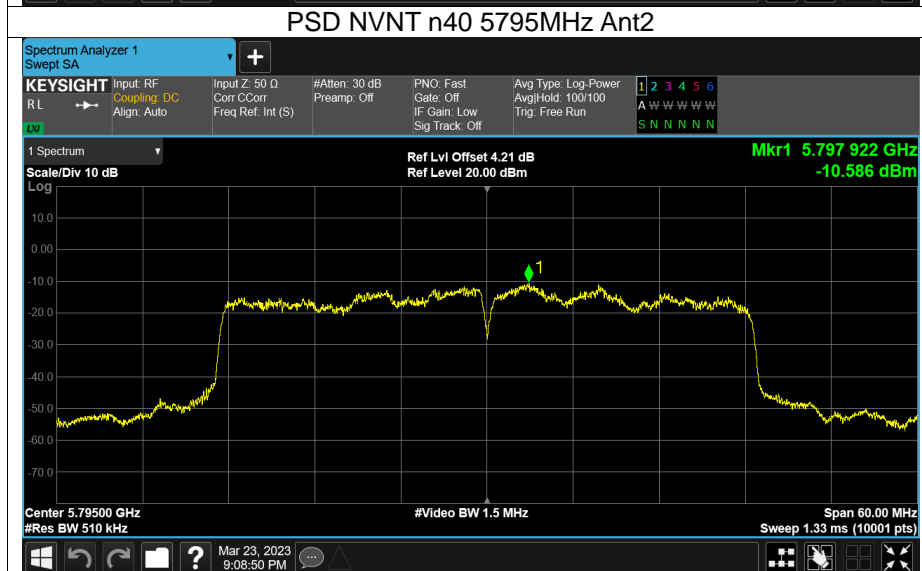 PSD NVNT n40 5795MHz Ant2
Spectrum Analyzer 1
Swept SA
+
KEYSIGHT Input: RF Input Z: 50 Ω #Atten: 30 dB PNO: Fast Avg Type: Log-Power 1 2 3 4 5 6
RL Coupling: DC Corr CCorr Preamp: Off Gate: Off Avg|Hold: 100/100 A W W W W W
Align: Auto Freq Ref: Int (S) IF Gain: Low Trig: Free Run
LXI Sig Track: Off S N N N N N
1 Spectrum Ref Lvl Offset 4.21 dB Mkr1 5.797 922 GHz
Scale/Div 10 dB Ref Level 20.00 dBm -10.586 dBm
Log
10.0
0.00
1
-10.0
-20.0
-30.0
-40.0
-50.0
-60.0
-70.0
Center 5.79500 GHz #Video BW 1.5 MHz Span 60.00 MHz
#Res BW 510 kHz Sweep 1.33 ms (10001 pts)
? Mar 23, 2023
9:08:50 PM